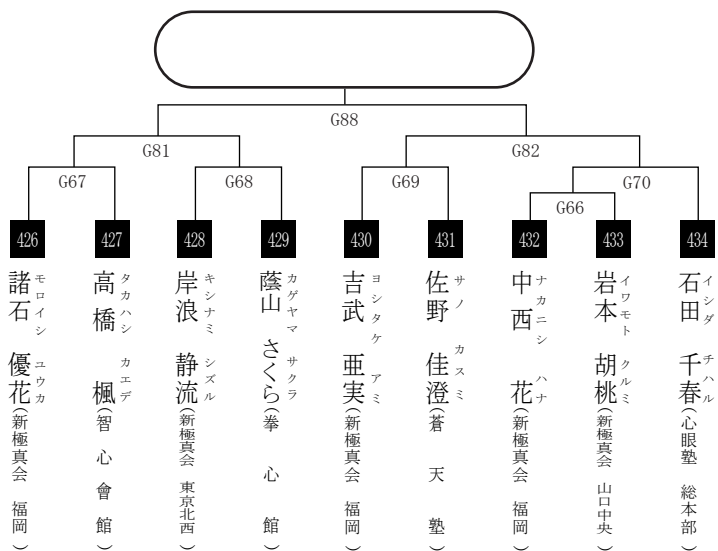 G88
G81
G82
G67
G68
G69
G70
G66
426
427
428
429
430
431
432
433
434
諸石 優花(新極真会 福岡)
モロイシ ユウカ
高橋 楓(智心會館)
タカハシ カエデ
岸浪 静流(新極真会 東京北西)
キシナミ シズル
蔭山 さくら(拳心館)
カゲヤマ サクラ
吉武 亜実(新極真会 福岡)
ヨシタケ アミ
佐野 佳澄(蒼天塾)
サノ カスミ
中西 花(新極真会 福岡)
ナカニシ ハナ
岩本 胡桃(新極真会 山口中央)
イワモト クルミ
石田 千春(心眼塾 総本部)
イシダ チハル